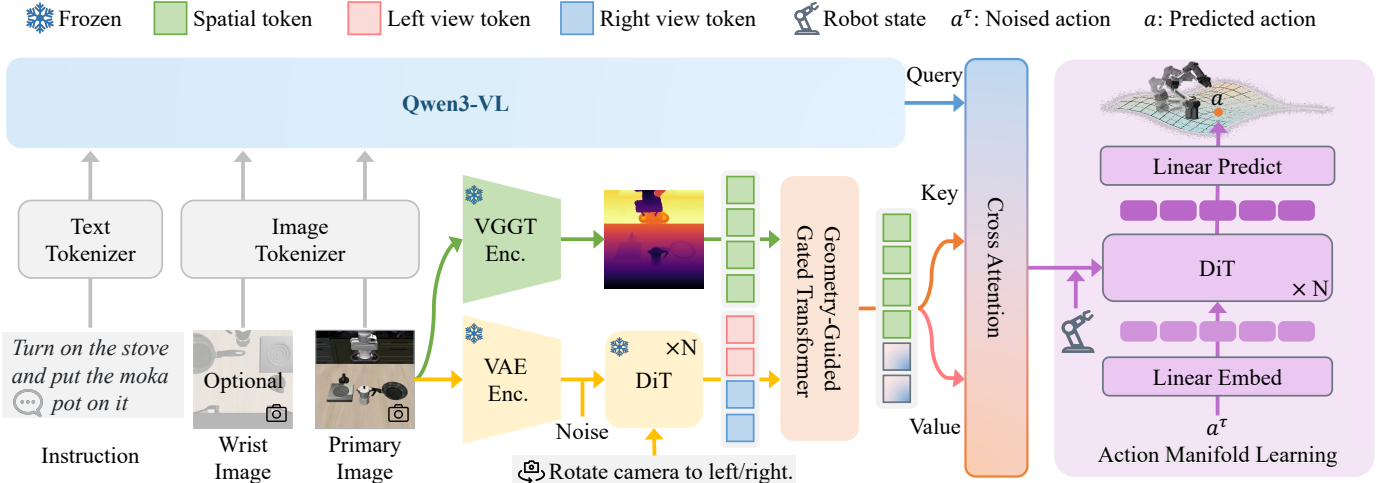 Frozen
Spatial token
Left view token
Right view token
Robot state
a^τ: Noised action
a: Predicted action
Qwen3-VL
Query
Text
Tokenizer
Image
Tokenizer
VGGT
Enc.
VAE
Enc.
DiT
×N
Noise
Rotate camera to left/right.
Geometry-Guided
Gated Transformer
Key
Value
Cross Attention
Turn on the stove
and put the moka
pot on it
Instruction
Optional
Wrist
Image
Primary
Image
a
Linear Predict
DiT
× N
Linear Embed
a^τ
Action Manifold Learning